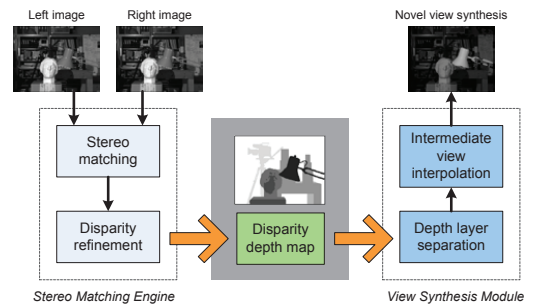 Left image
Right image
Novel view synthesis
Stereo
matching
Disparity
refinement
Disparity
depth map
Intermediate
view
interpolation
Depth layer
separation
Stereo Matching Engine
View Synthesis Module